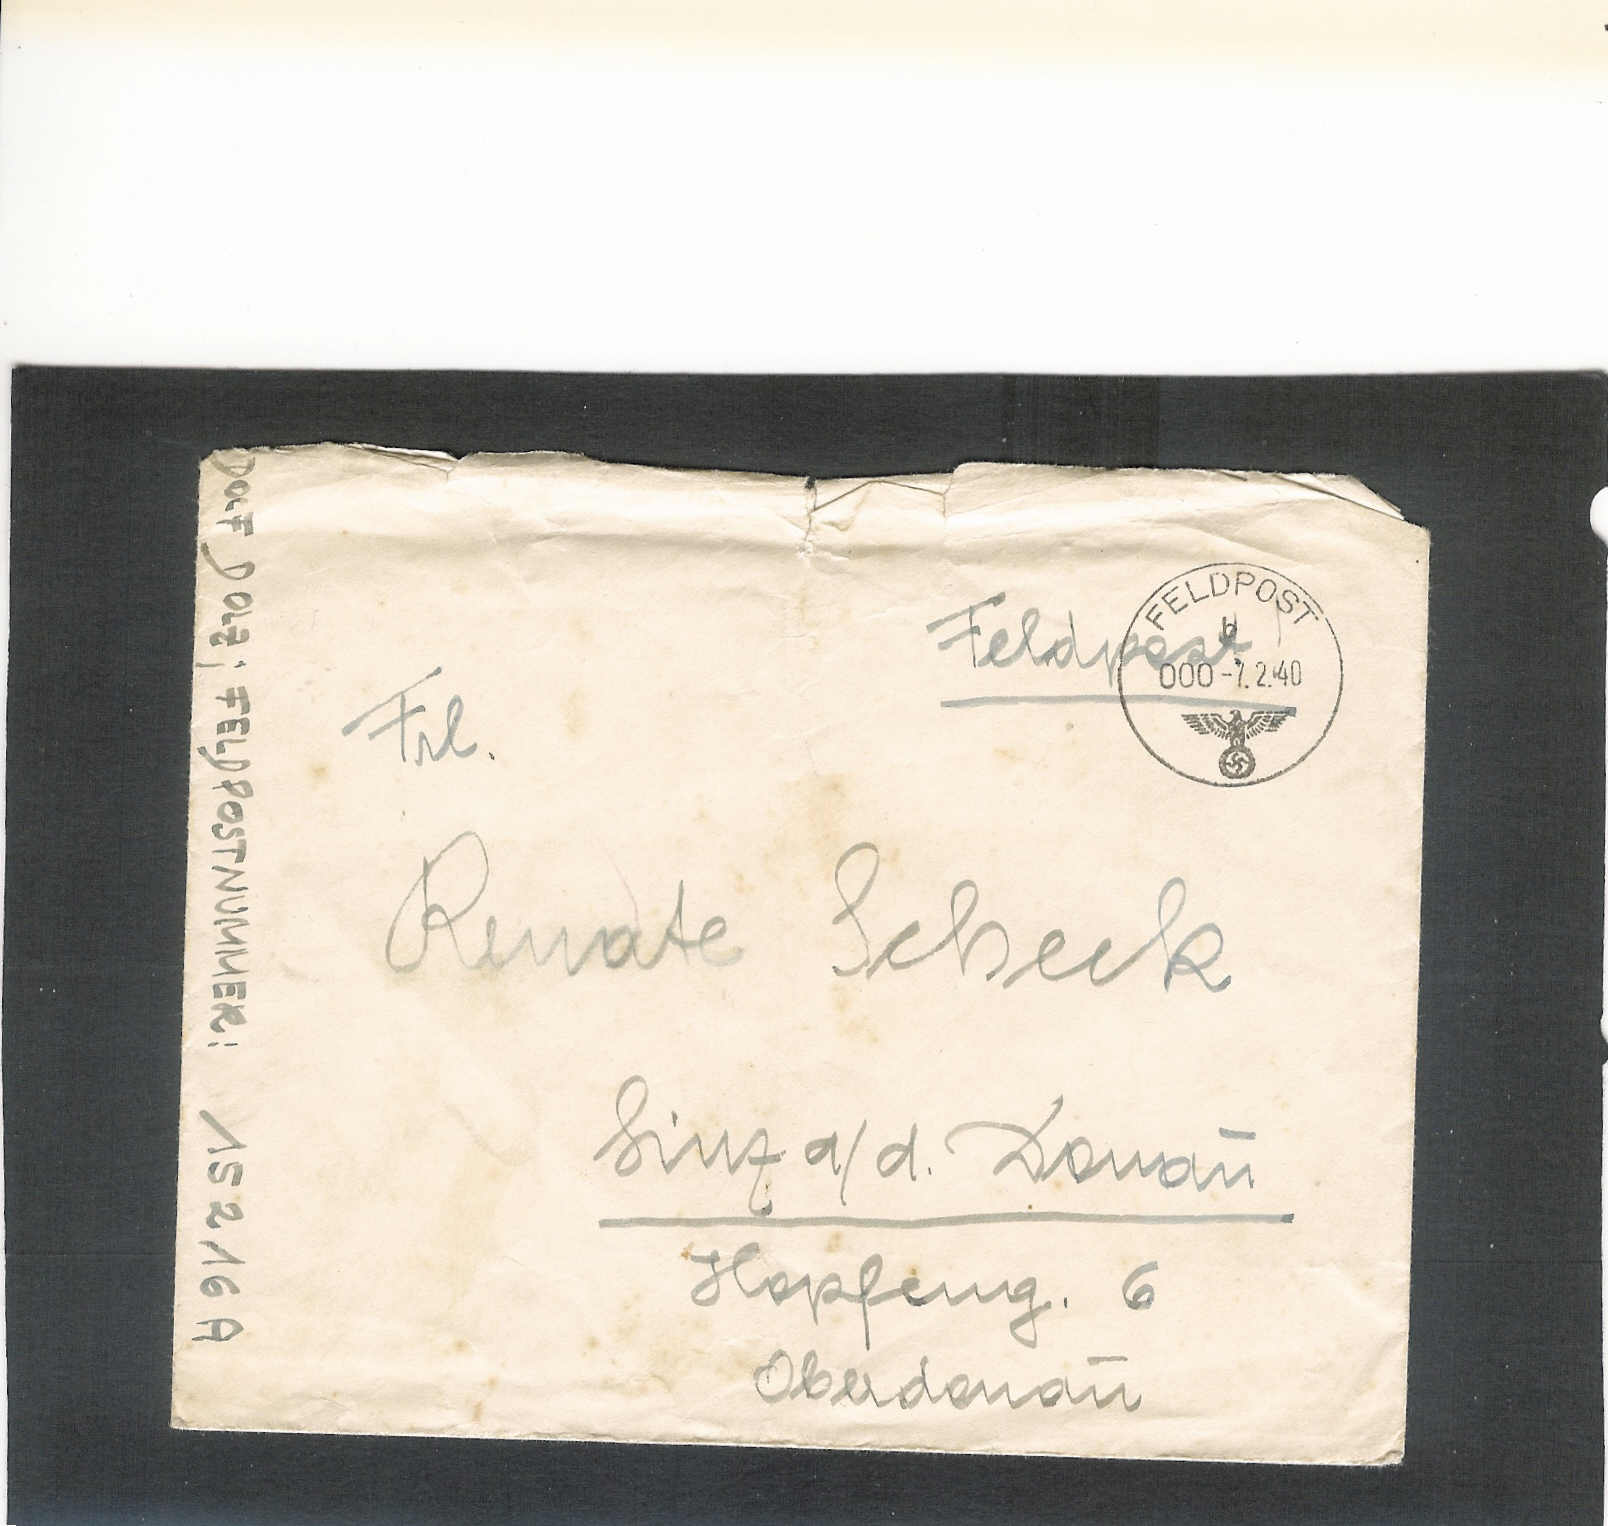 Feldpost
FELDPOST
b
000 -7.2.40
Frl.
Renate Scheck
Linz a/d. Donau
Hopfeng. 6
Oberdonau
DOLF DOLZ; FELDPOSTNUMMER: 15216 A